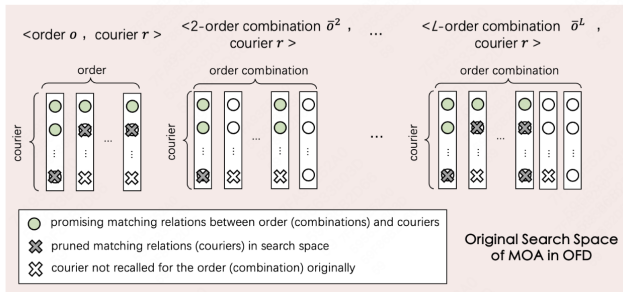 <order o , courier r >
<2-order combination ō² ,
courier r >
...
<L-order combination ō^L ,
courier r >
order
order combination
order combination
courier
courier
courier
...
...
...
...
promising matching relations between order (combinations) and couriers
pruned matching relations (couriers) in search space
courier not recalled for the order (combination) originally
Original Search Space
of MOA in OFD